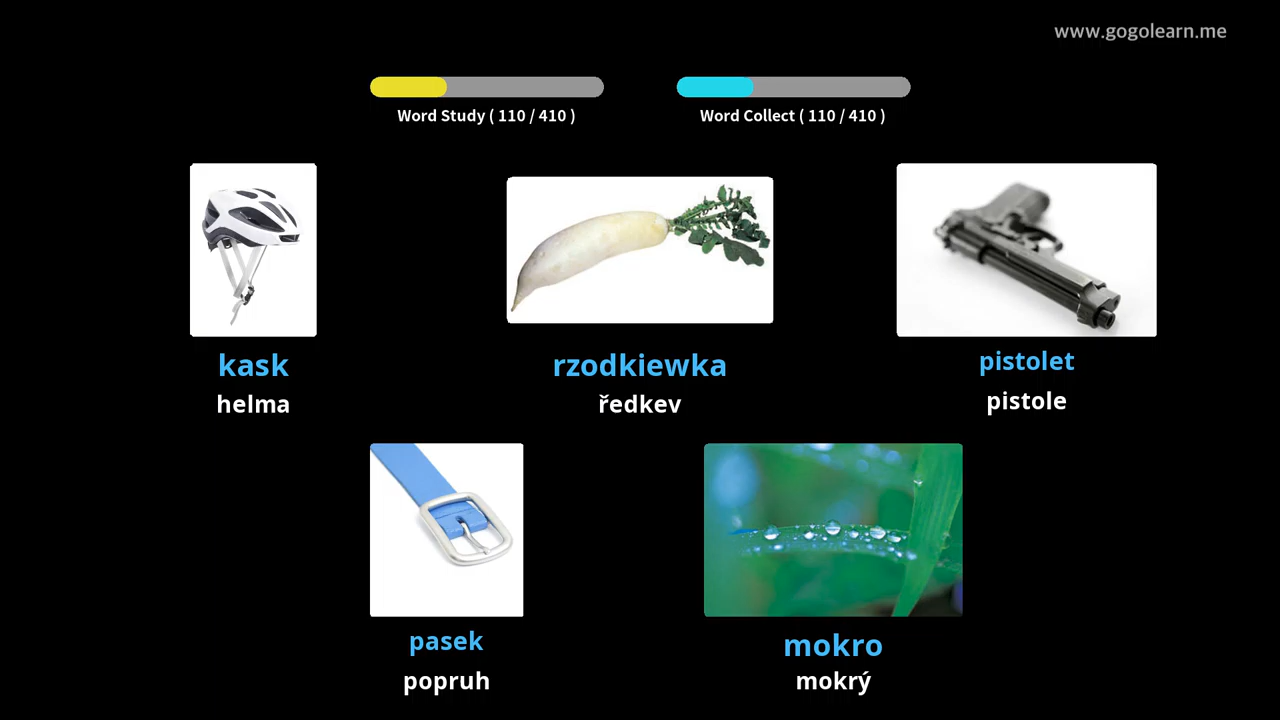 www.gogolearn.me
Word Study ( 110 / 410 )
Word Collect ( 110 / 410 )
kask
helma
rzodkiewka
ředkev
pistolet
pistole
pasek
popruh
mokro
mokrý